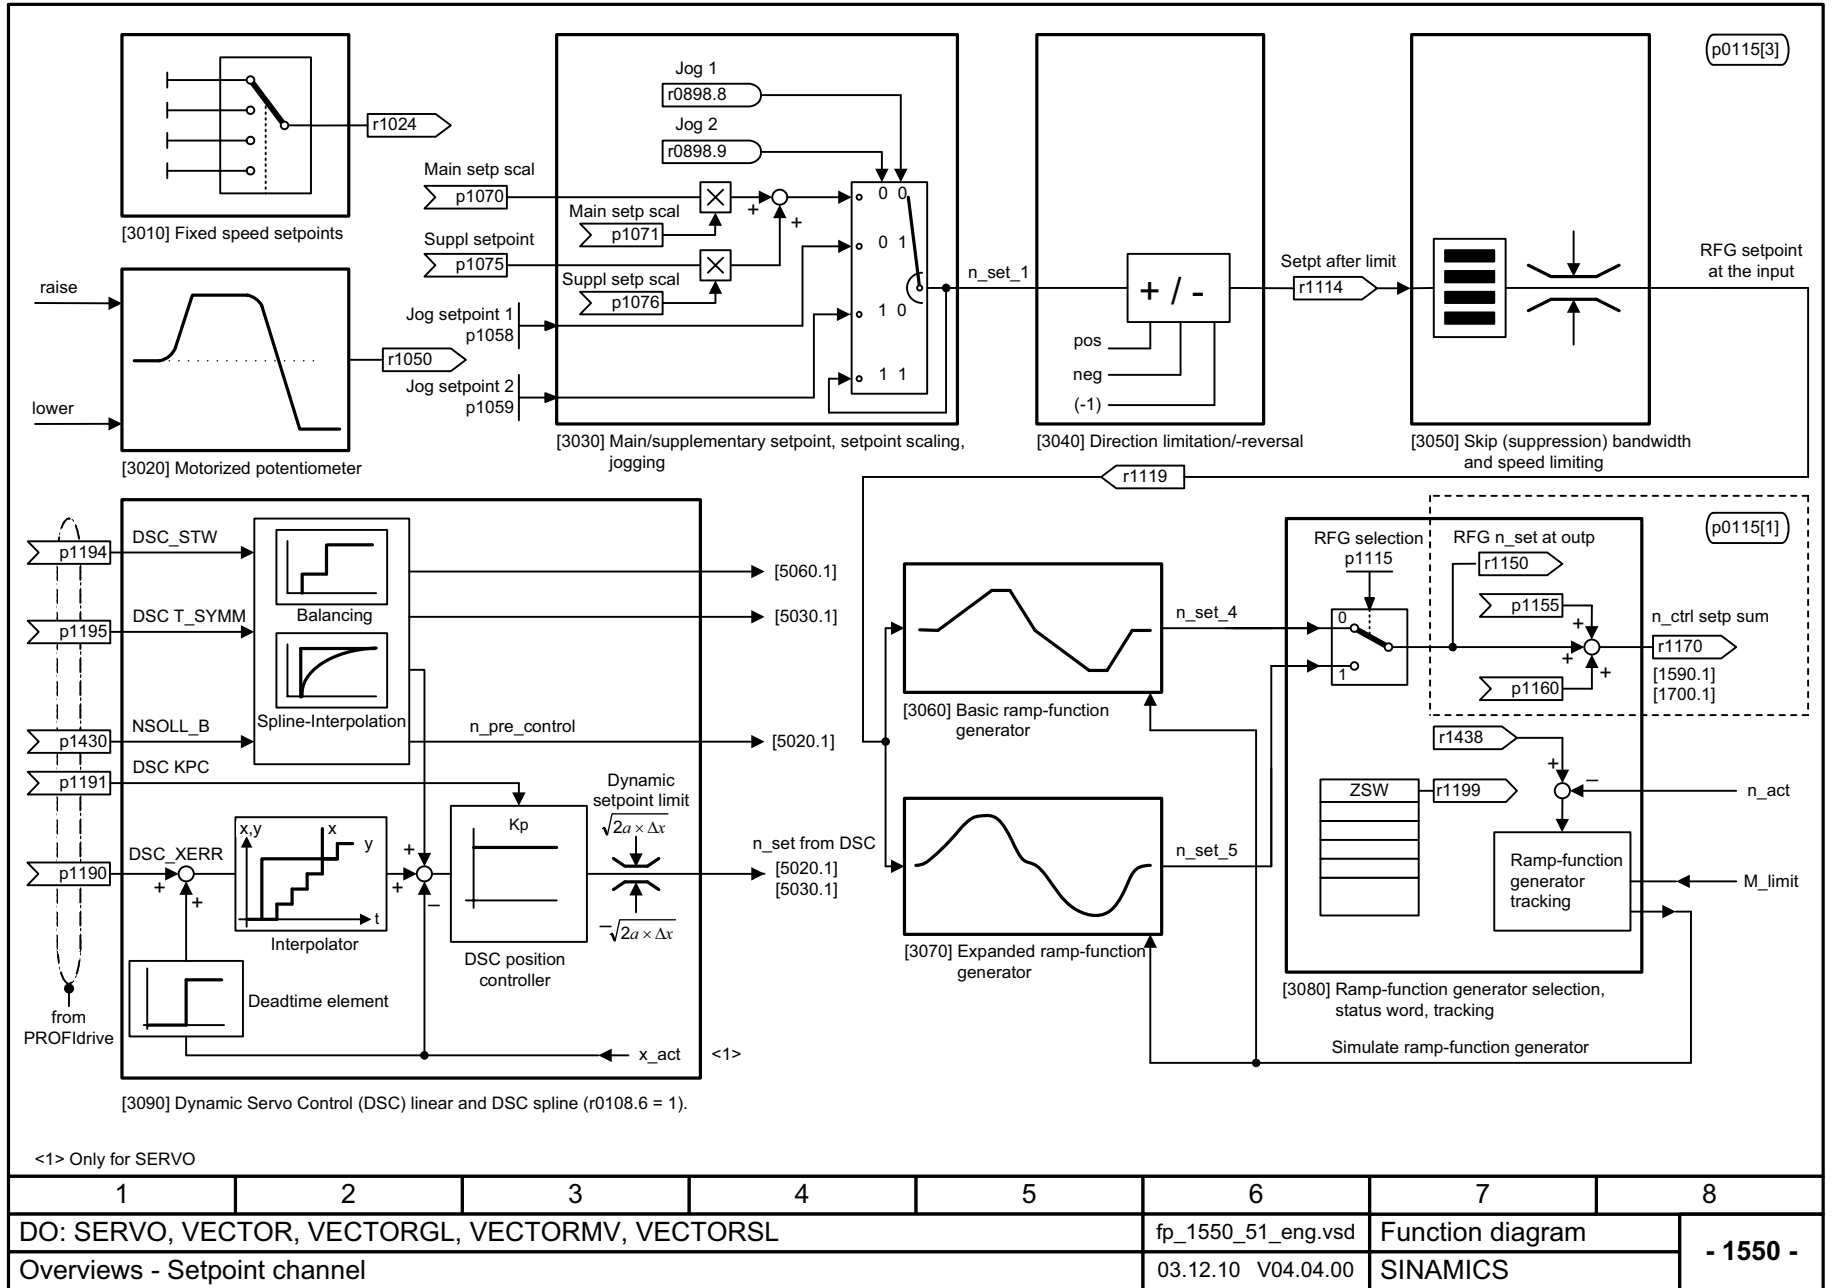 p0115[3]
r1024
[3010] Fixed speed setpoints
raise
lower
r1050
[3020] Motorized potentiometer
Jog 1
r0898.8
Jog 2
r0898.9
Main setp scal
p1070
Main setp scal
p1071
Suppl setpoint
p1075
Suppl setp scal
p1076
Jog setpoint 1
p1058
Jog setpoint 2
p1059
+
+
0 0
0 1
1 0
1 1
n_set_1
[3030] Main/supplementary setpoint, setpoint scaling,
jogging
+ / -
pos
neg
(-1)
[3040] Direction limitation/-reversal
Setpt after limit
r1114
[3050] Skip (suppression) bandwidth
and speed limiting
RFG setpoint
at the input
r1119
p1194
DSC_STW
p1195
DSC T_SYMM
p1430
NSOLL_B
p1191
DSC KPC
p1190
DSC_XERR
Balancing
Spline-Interpolation
[5060.1]
[5030.1]
n_pre_control
[5020.1]
+
+
x,y
x
y
t
Interpolator
+
+
–
Kp
DSC position
controller
Dynamic
setpoint limit
√2a × Δx
–√2a × Δx
n_set from DSC
[5020.1]
[5030.1]
Deadtime element
from
PROFIdrive
x_act
<1>
[3090] Dynamic Servo Control (DSC) linear and DSC spline (r0108.6 = 1).
n_set_4
[3060] Basic ramp-function
generator
n_set_5
[3070] Expanded ramp-function
generator
p0115[1]
RFG selection
p1115
0
1
RFG n_set at outp
r1150
p1155
+
+
+
p1160
n_ctrl setp sum
r1170
[1590.1]
[1700.1]
r1438
+
–
n_act
ZSW
r1199
Ramp-function
generator
tracking
M_limit
[3080] Ramp-function generator selection,
status word, tracking
Simulate ramp-function generator
<1> Only for SERVO
1 2 3 4 5 6 7 8
DO: SERVO, VECTOR, VECTORGL, VECTORMV, VECTORSL
fp_1550_51_eng.vsd
Function diagram
- 1550 -
Overviews - Setpoint channel
03.12.10 V04.04.00
SINAMICS